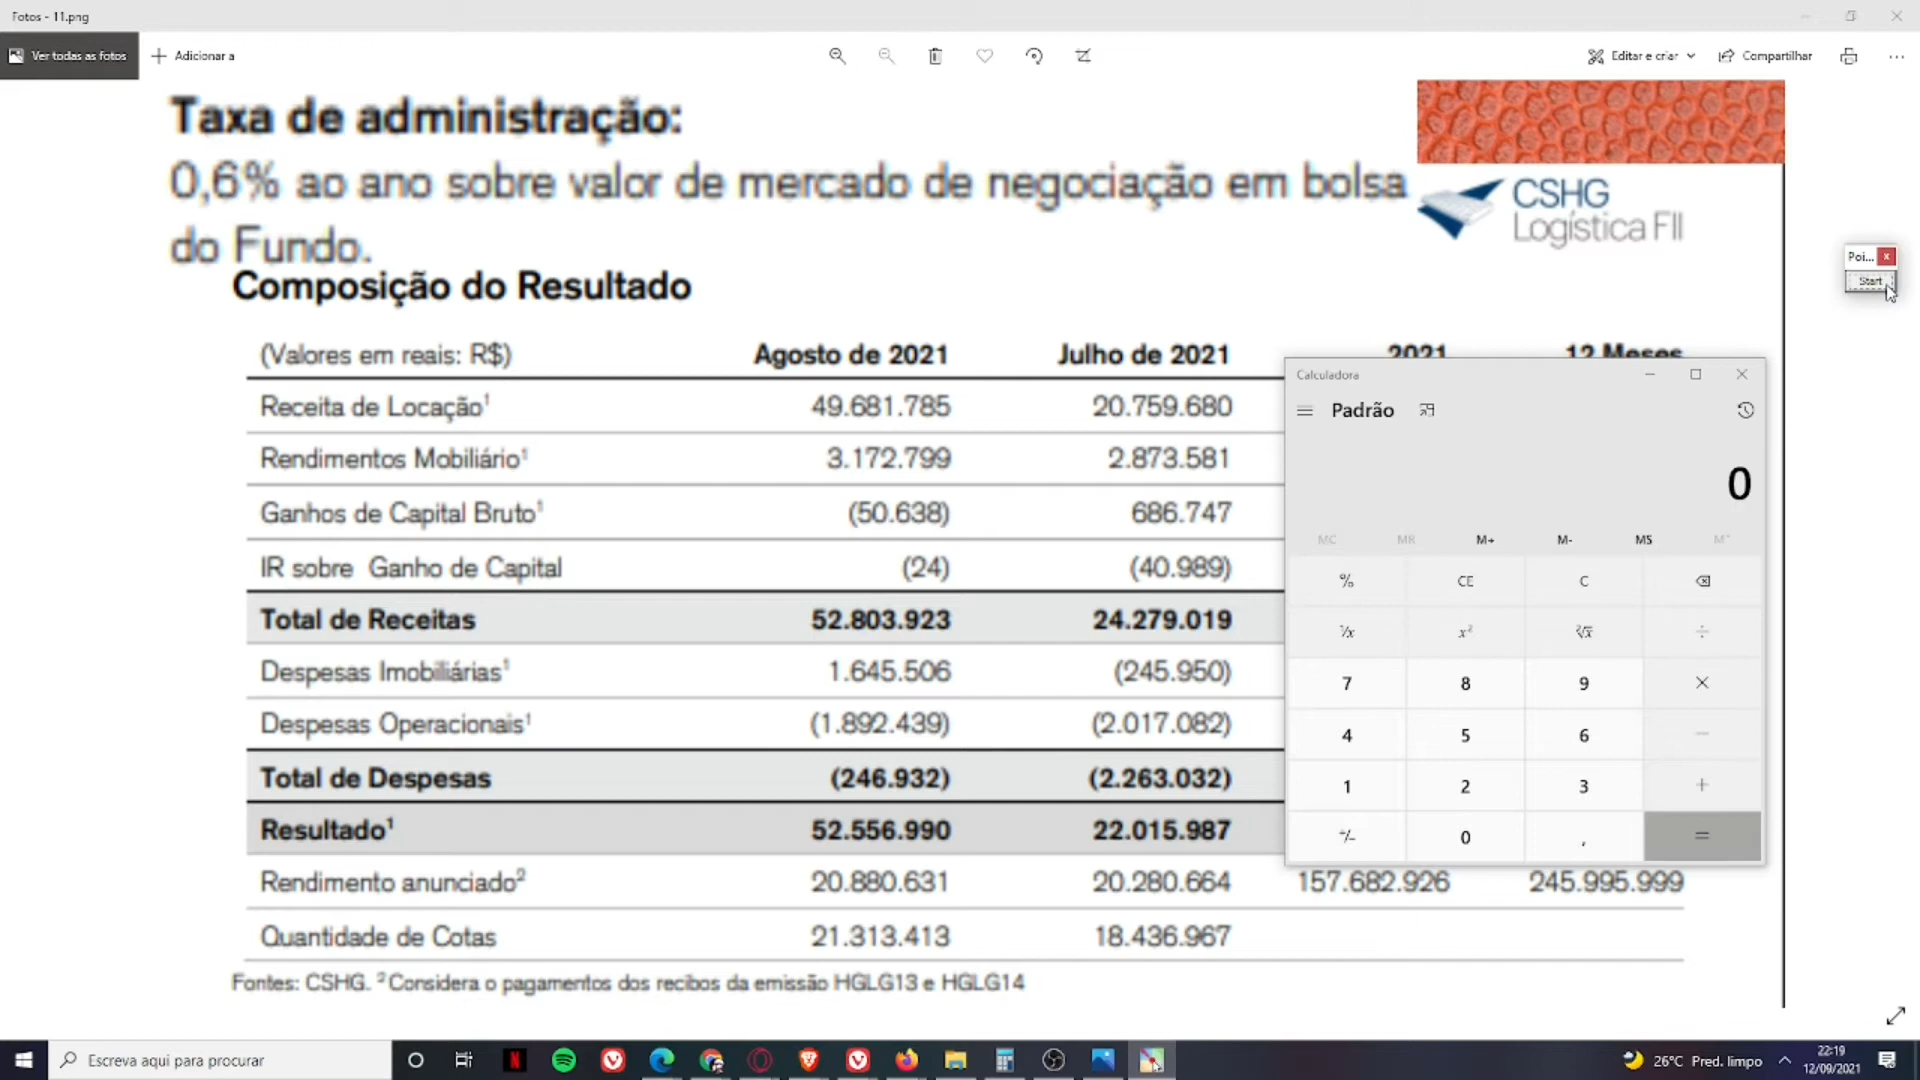 Fotos - 11.png
Ver todas as fotos
Adicionar a
Editar e criar
Compartilhar
Taxa de administração:
0,6% ao ano sobre valor de mercado de negociação em bolsa
do Fundo.
CSHG
Logística FII
Poi...
Start
Composição do Resultado
(Valores em reais: R$) Agosto de 2021 Julho de 2021 2021 12 Meses
Receita de Locação¹ 49.681.785 20.759.680
Rendimentos Mobiliário¹ 3.172.799 2.873.581
Ganhos de Capital Bruto¹ (50.638) 686.747
IR sobre Ganho de Capital (24) (40.989)
Total de Receitas 52.803.923 24.279.019
Despesas Imobiliárias¹ 1.645.506 (245.950)
Despesas Operacionais¹ (1.892.439) (2.017.082)
Total de Despesas (246.932) (2.263.032)
Resultado¹ 52.556.990 22.015.987
Rendimento anunciado² 20.880.631 20.280.664 157.682.926 245.995.999
Quantidade de Cotas 21.313.413 18.436.967
Fontes: CSHG. ²Considera o pagamentos dos recibos da emissão HGLG13 e HGLG14
Calculadora
Padrão
0
MC MR M+ M- MS M˅
% CE C
¹/x x² ²√x ÷
7 8 9 ×
4 5 6 −
1 2 3 +
+/− 0 , =
Escreva aqui para procurar
26°C Pred. limpo
22:19
12/09/2021